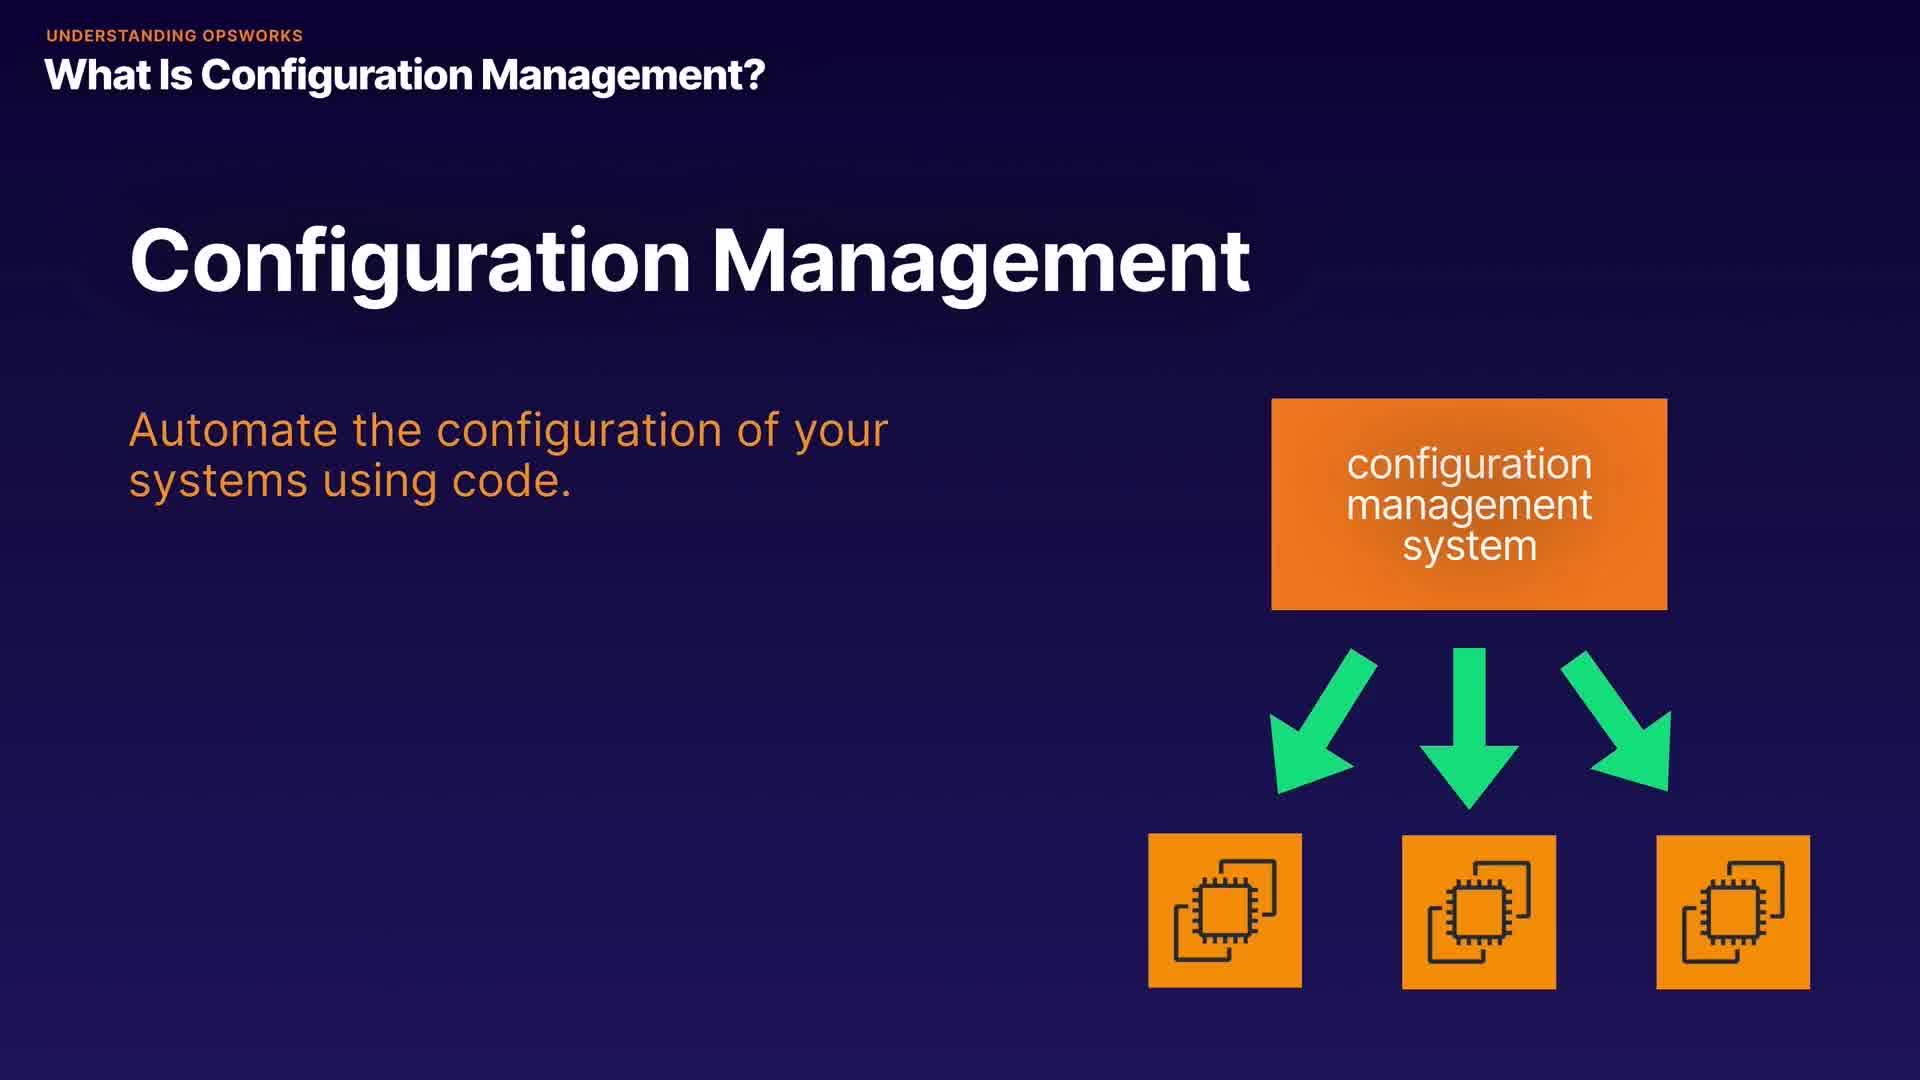 UNDERSTANDING OPSWORKS
What Is Configuration Management?
Configuration Management
Automate the configuration of your
systems using code.
configuration
management
system